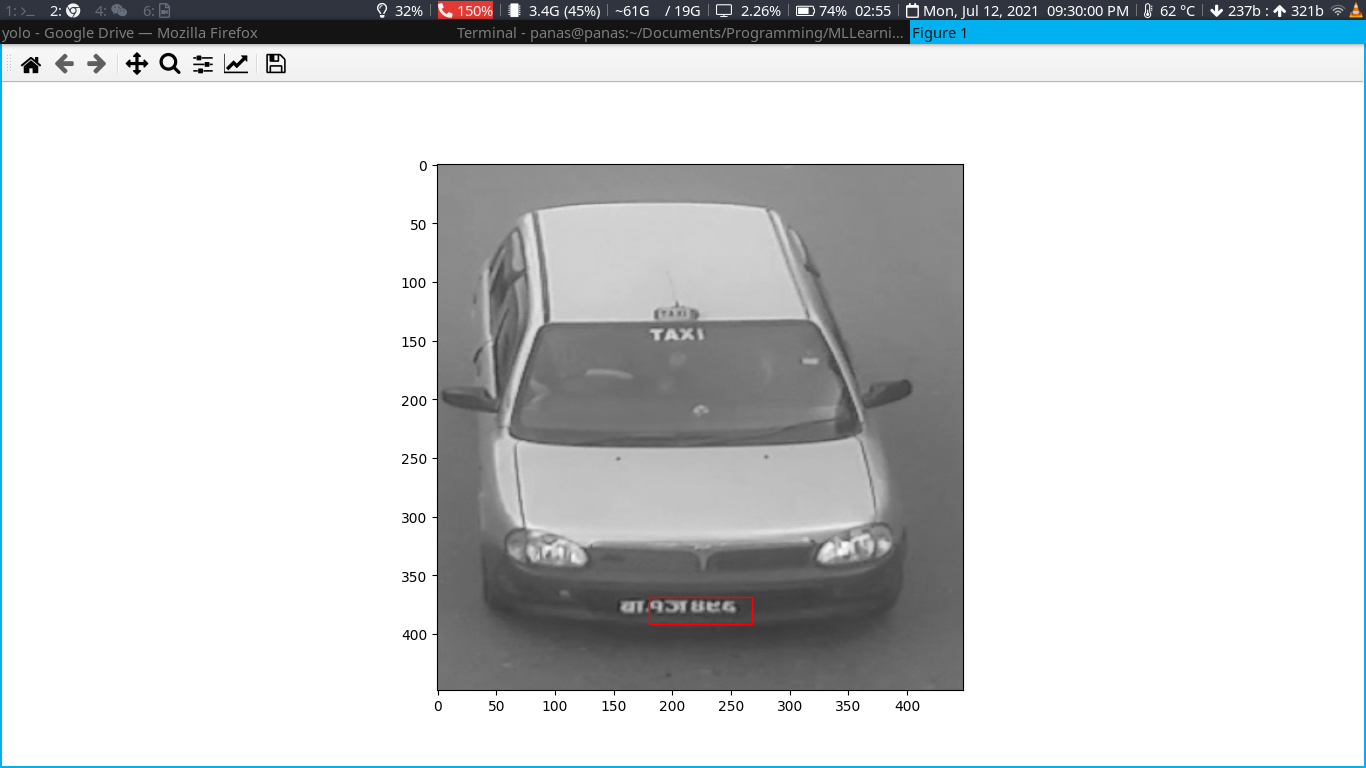 1: >_ 2: 4: 6: 32% 150% 3.4G (45%) ~61G / 19G 2.26% 74% 02:55 Mon, Jul 12, 2021 09:30:00 PM 62 °C 237b : 321b
yolo - Google Drive — Mozilla Firefox Terminal - panas@panas:~/Documents/Programming/MLLearni... Figure 1
0
50
100
TAXI
150 TAXI
200
250
300
350
400
0 50 100 150 200 250 300 350 400